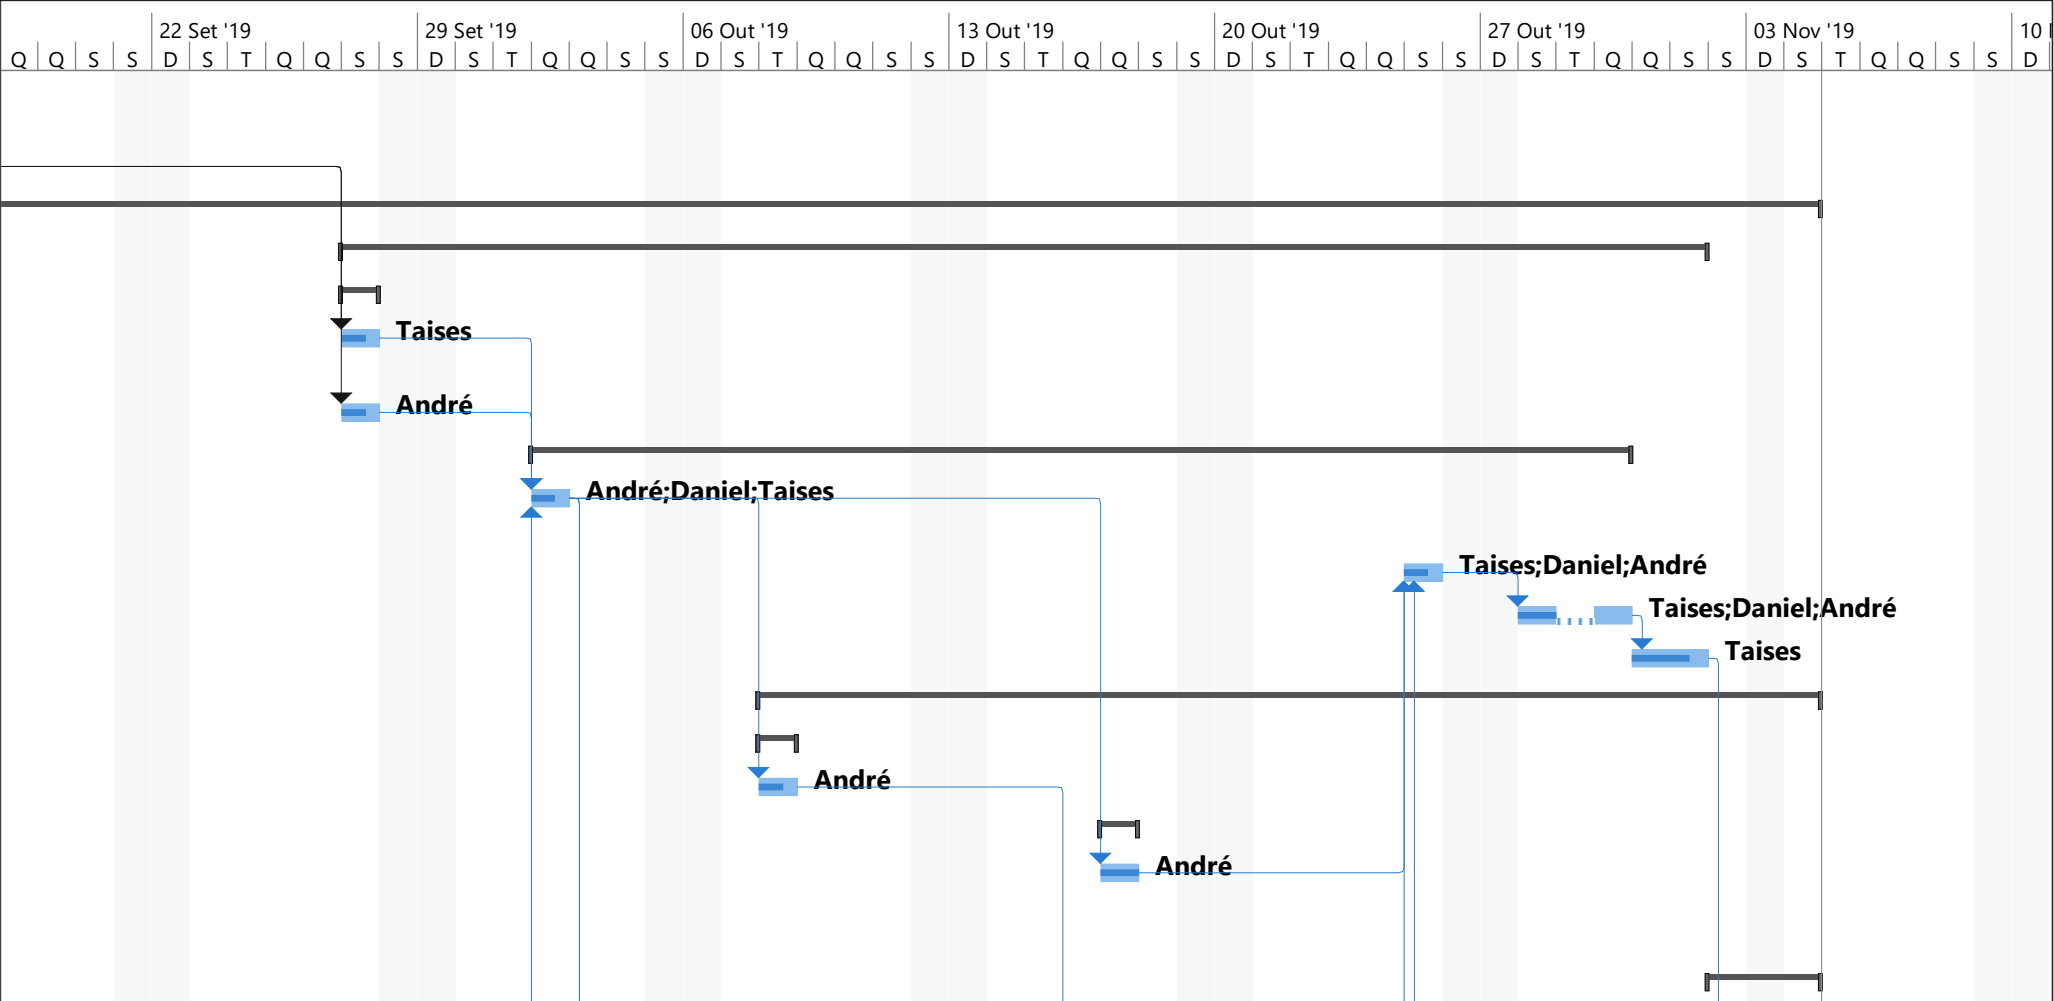 22 Set '19 29 Set '19 06 Out '19 13 Out '19 20 Out '19 27 Out '19 03 Nov '19 10
Q Q S S D S T Q Q S S D S T Q Q S S D S T Q Q S S D S T Q Q S S D S T Q Q S S D S T Q Q S S D S T Q Q S S D
Taises
André
André;Daniel;Taises
Taises;Daniel;André
Taises;Daniel;André
Taises
André
André